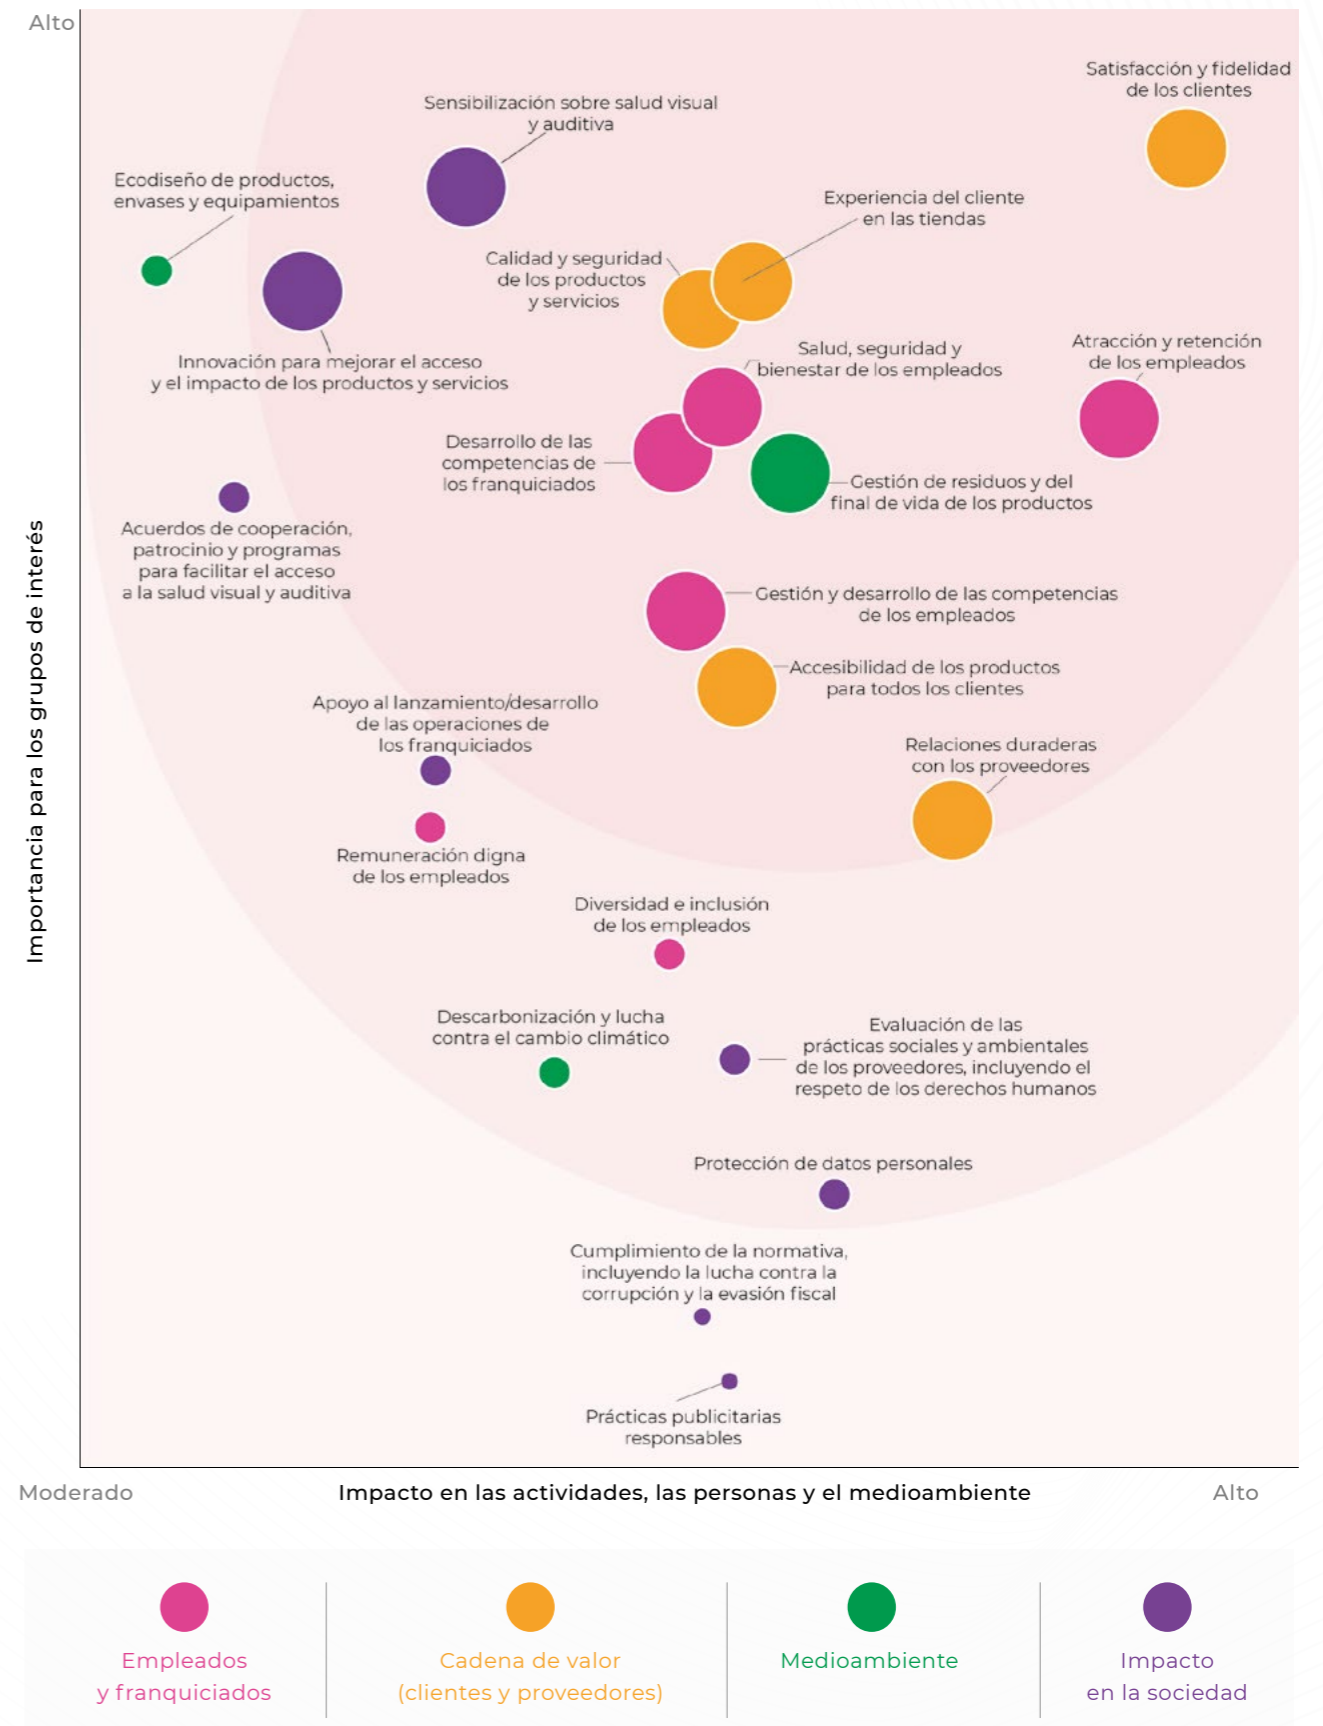 Alto
Satisfacción y fidelidad
de los clientes
Sensibilización sobre salud visual
y auditiva
Ecodiseño de productos,
envases y equipamientos
Experiencia del cliente
en las tiendas
Calidad y seguridad
de los productos
y servicios
Innovación para mejorar el acceso
y el impacto de los productos y servicios
Salud, seguridad y
bienestar de los empleados
Atracción y retención
de los empleados
Desarrollo de las
competencias de
los franquiciados
Gestión de residuos y del
final de vida de los productos
Acuerdos de cooperación,
patrocinio y programas
para facilitar el acceso
a la salud visual y auditiva
Gestión y desarrollo de las competencias
de los empleados
Accesibilidad de los productos
para todos los clientes
Apoyo al lanzamiento/desarrollo
de las operaciones de
los franquiciados
Relaciones duraderas
con los proveedores
Remuneración digna
de los empleados
Diversidad e inclusión
de los empleados
Descarbonización y lucha
contra el cambio climático
Evaluación de las
prácticas sociales y ambientales
de los proveedores, incluyendo el
respeto de los derechos humanos
Protección de datos personales
Cumplimiento de la normativa,
incluyendo la lucha contra la
corrupción y la evasión fiscal
Prácticas publicitarias
responsables
Importancia para los grupos de interés
Moderado
Impacto en las actividades, las personas y el medioambiente
Alto
Empleados
y franquiciados
Cadena de valor
(clientes y proveedores)
Medioambiente
Impacto
en la sociedad